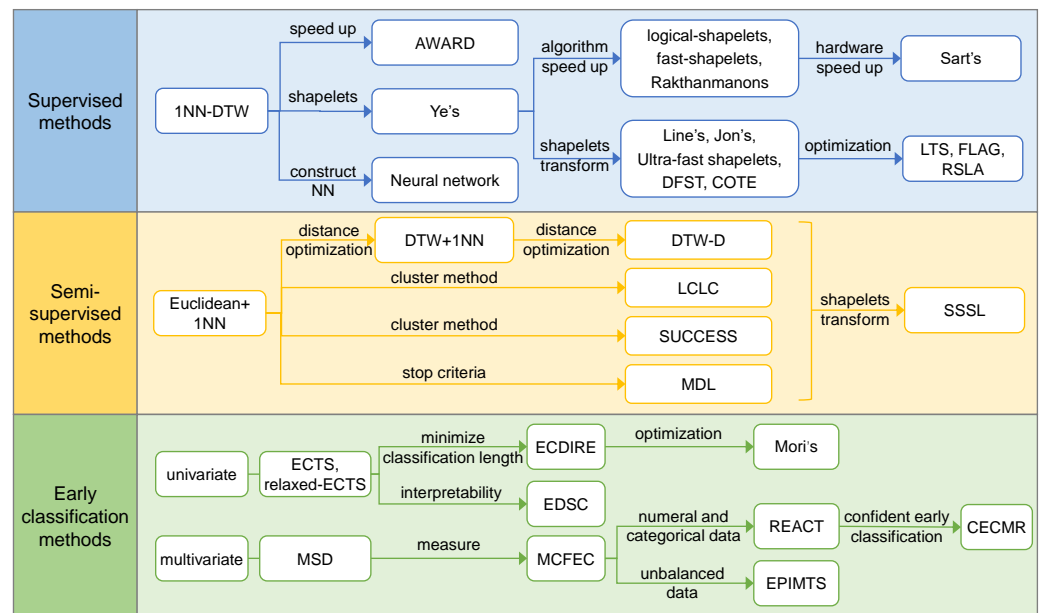 Supervised
methods
1NN-DTW
speed up
AWARD
shapelets
Ye's
construct
NN
Neural network
algorithm
speed up
logical-shapelets,
fast-shapelets,
Rakthanmanons
hardware
speed up
Sart's
shapelets
transform
Line's, Jon's,
Ultra-fast shapelets,
DFST, COTE
optimization
LTS, FLAG,
RSLA
Semi-
supervised
methods
Euclidean+
1NN
distance
optimization
DTW+1NN
distance
optimization
DTW-D
cluster method
LCLC
cluster method
SUCCESS
stop criteria
MDL
shapelets
transform
SSSL
Early
classification
methods
univariate
ECTS,
relaxed-ECTS
minimize
classification length
ECDIRE
optimization
Mori's
interpretability
EDSC
multivariate
MSD
measure
MCFEC
numeral and
categorical data
REACT
confident early
classification
CECMR
unbalanced
data
EPIMTS